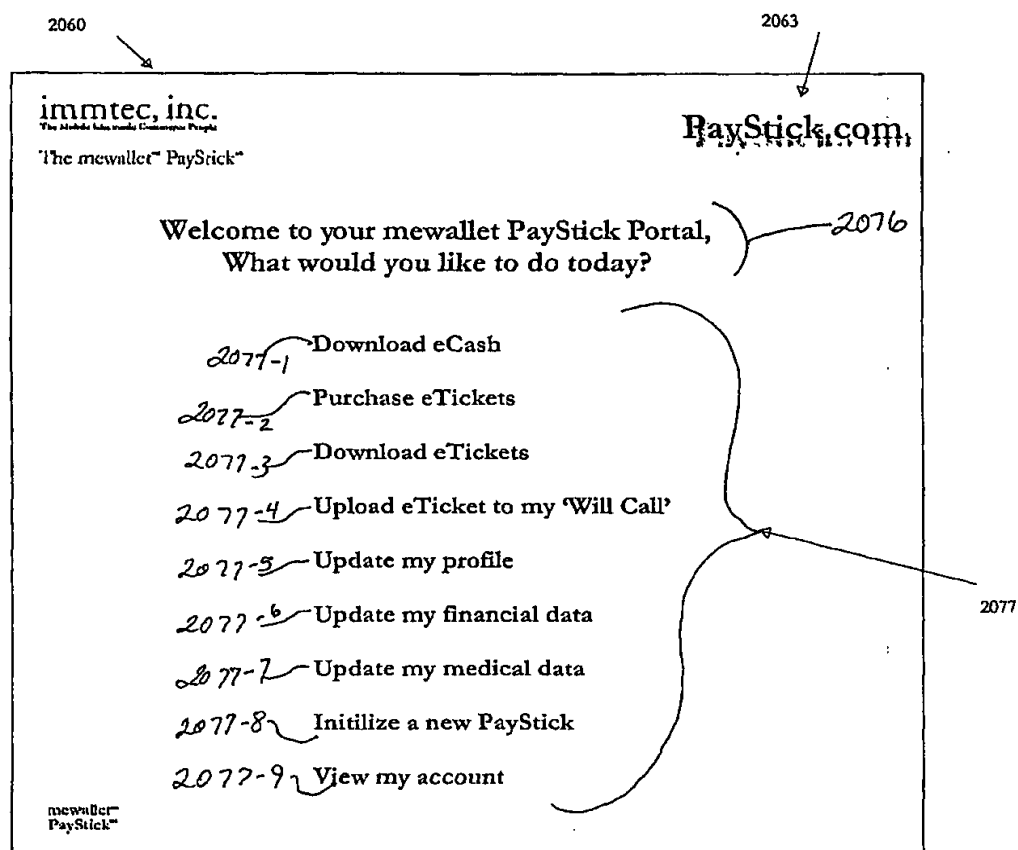 2060
2063
immtec, inc.
PayStick.com
The mewallet™ PayStick™
Welcome to your mewallet PayStick Portal,
What would you like to do today?
2076
2077-1 Download eCash
2077-2 Purchase eTickets
2077-3 Download eTickets
2077-4 Upload eTicket to my 'Will Call'
2077-5 Update my profile
2077
2077-6 Update my financial data
2077-7 Update my medical data
2077-8 Initilize a new PayStick
2077-9 View my account
mewallet™
PayStick™